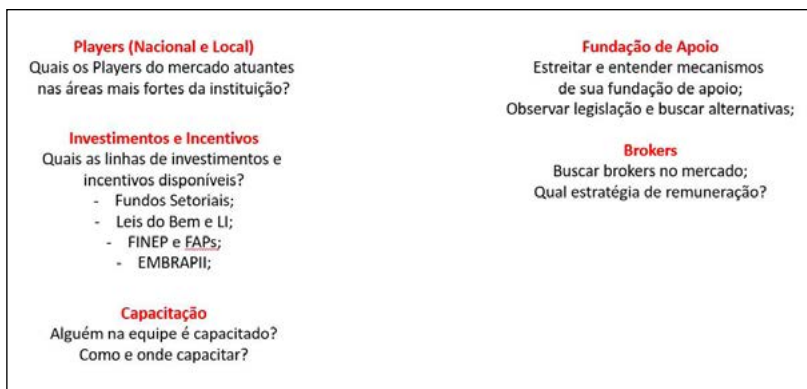 Players (Nacional e Local)
Quais os Players do mercado atuantes
nas áreas mais fortes da instituição?
Investimentos e Incentivos
Quais as linhas de investimentos e
incentivos disponíveis?
- Fundos Setoriais;
- Leis do Bem e LI;
- FINEP e FAPs;
- EMBRAPII;
Capacitação
Alguém na equipe é capacitado?
Como e onde capacitar?
Fundação de Apoio
Estreitar e entender mecanismos
de sua fundação de apoio;
Observar legislação e buscar alternativas;
Brokers
Buscar brokers no mercado;
Qual estratégia de remuneração?